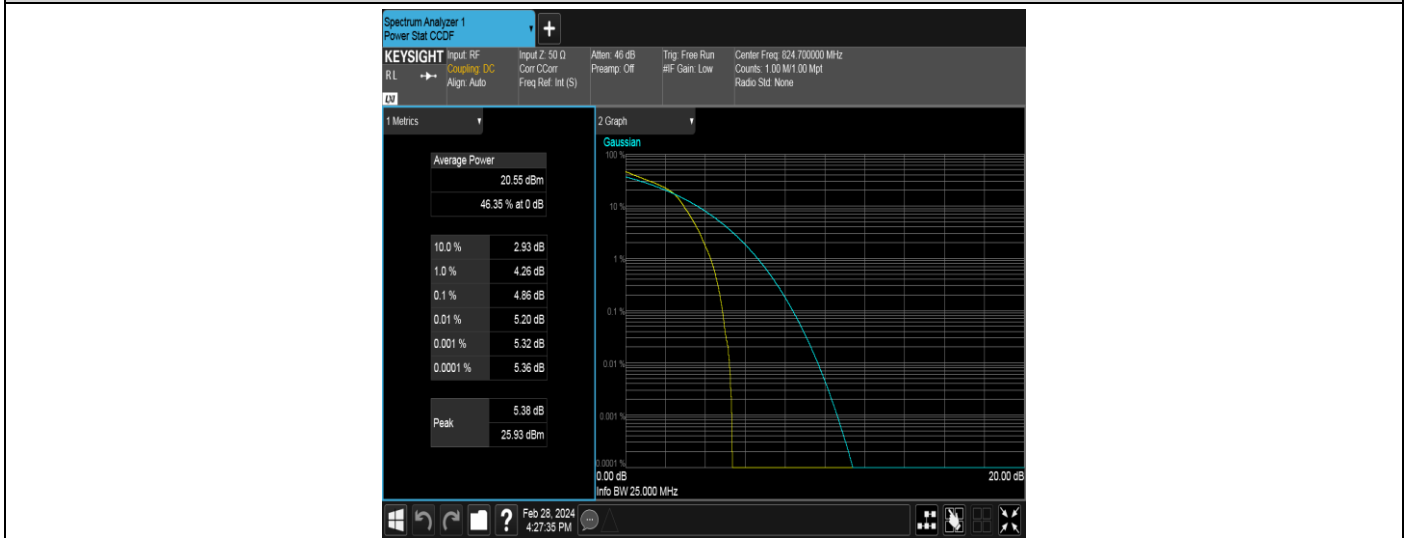 Spectrum Analyzer 1
Power Stat CCDF
+
KEYSIGHT Input: RF Input Z: 50 Ω Atten: 46 dB Trig: Free Run Center Freq: 824.700000 MHz
RL Coupling: DC Corr CCorr Preamp: Off #IF Gain: Low Counts: 1.00 M/1.00 Mpt
Align: Auto Freq Ref: Int (S) Radio Std: None
LXI
1 Metrics
2 Graph
Gaussian
Average Power
20.55 dBm
46.35 % at 0 dB
10.0 % 2.93 dB
1.0 % 4.26 dB
0.1 % 4.86 dB
0.01 % 5.20 dB
0.001 % 5.32 dB
0.0001 % 5.36 dB
Peak
5.38 dB
25.93 dBm
100 %
10 %
1 %
0.1 %
0.01 %
0.001 %
0.0001 %
0.00 dB 20.00 dB
Info BW 25.000 MHz
?
Feb 28, 2024
4:27:35 PM